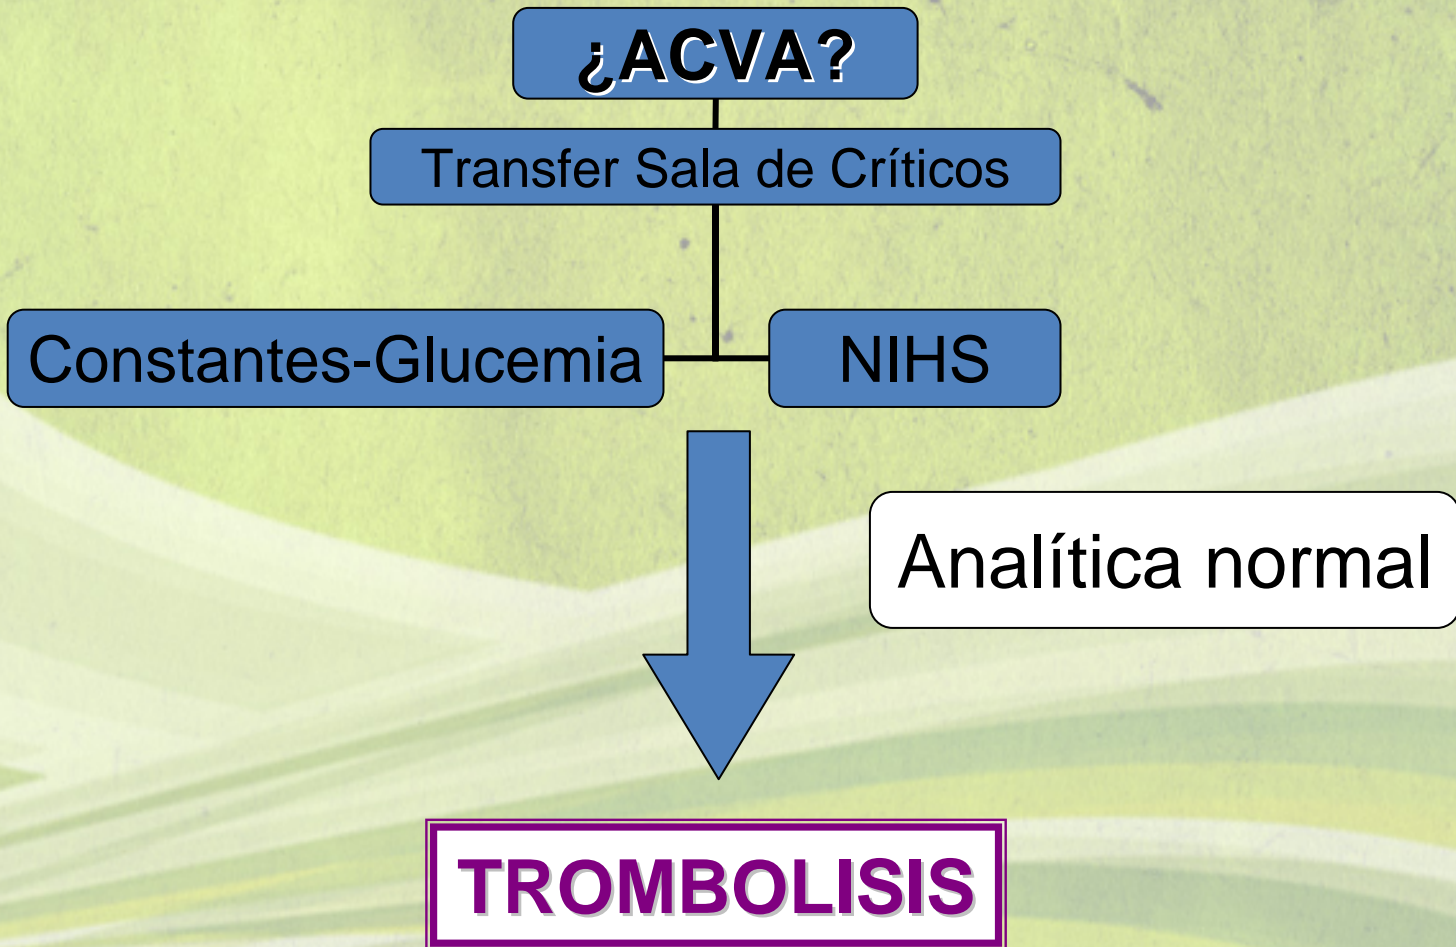 ¿ACVA?
Transfer Sala de Críticos
Constantes-Glucemia
NIHS
Analítica normal
TROMBOLISIS